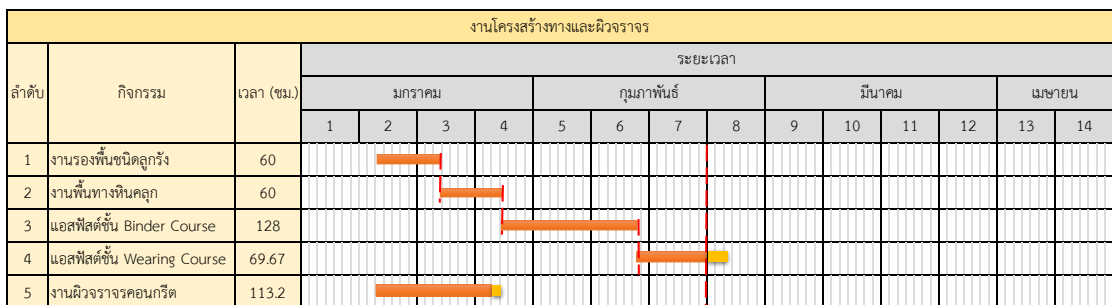 งานโครงสร้างทางและผิวจราจร
ลำดับ กิจกรรม เวลา (ชม.) ระยะเวลา
มกราคม กุมภาพันธ์ มีนาคม เมษายน
1 2 3 4 5 6 7 8 9 10 11 12 13 14
1 งานรองพื้นชนิดลูกรัง 60
2 งานพื้นทางหินคลุก 60
3 แอสฟัสต์ชั้น Binder Course 128
4 แอสฟัสต์ชั้น Wearing Course 69.67
5 งานผิวจราจรคอนกรีต 113.2